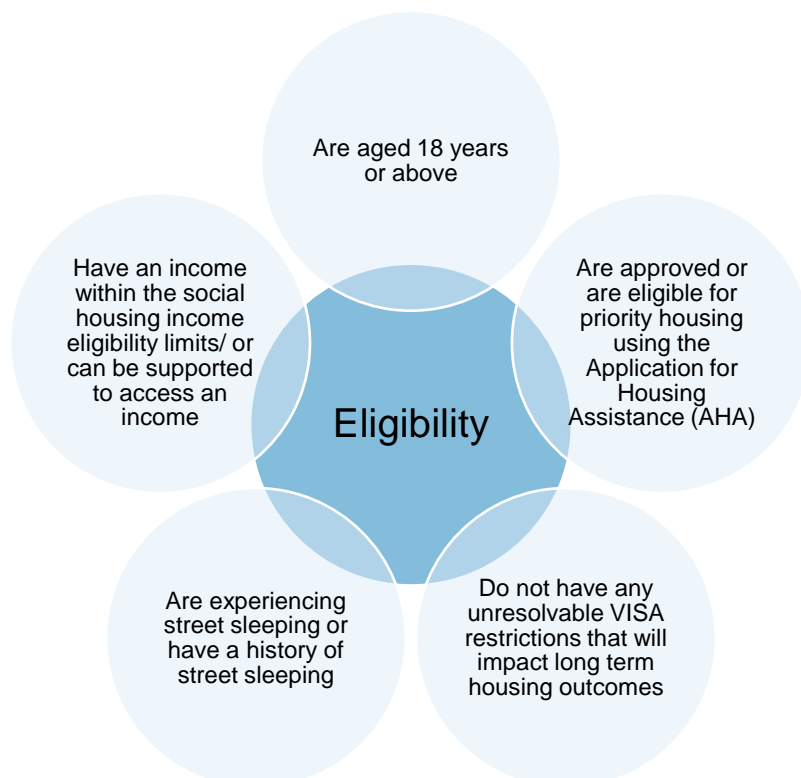 Are aged 18 years
or above
Have an income
within the social
housing income
eligibility limits/ or
can be supported
to access an
income
Are approved or
are eligible for
priority housing
using the
Application for
Housing
Assistance (AHA)
Eligibility
Are experiencing
street sleeping or
have a history of
street sleeping
Do not have any
unresolvable VISA
restrictions that will
impact long term
housing outcomes